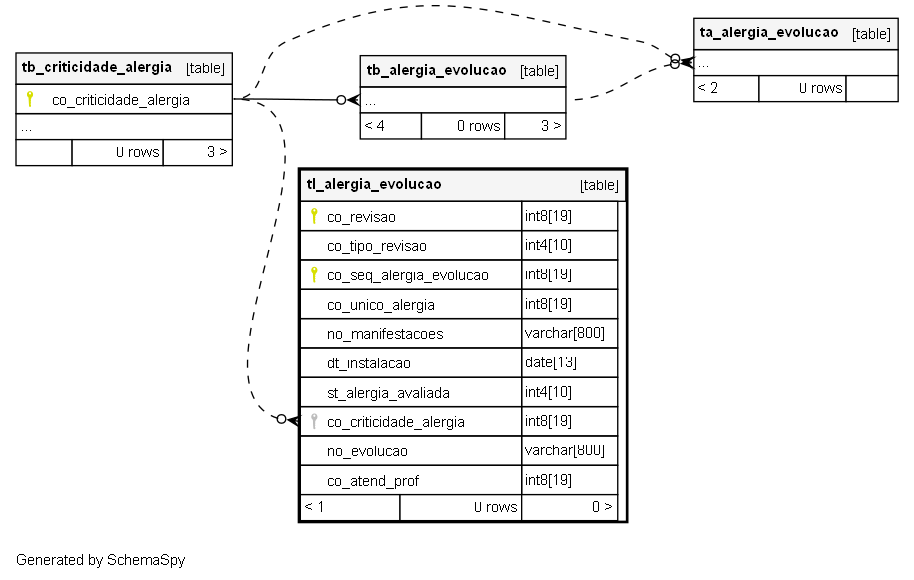 ta_alergia_evolucao [table]
...
< 2 0 rows
tb_criticidade_alergia [table]
co_criticidade_alergia
...
0 rows 3 >
tb_alergia_evolucao [table]
...
< 4 0 rows 3 >
tl_alergia_evolucao [table]
co_revisao int8[19]
co_tipo_revisao int4[10]
co_seq_alergia_evolucao int8[19]
co_unico_alergia int8[19]
no_manifestacoes varchar[800]
dt_instalacao date[13]
st_alergia_avaliada int4[10]
co_criticidade_alergia int8[19]
no_evolucao varchar[800]
co_atend_prof int8[19]
< 1 0 rows 0 >
Generated by SchemaSpy